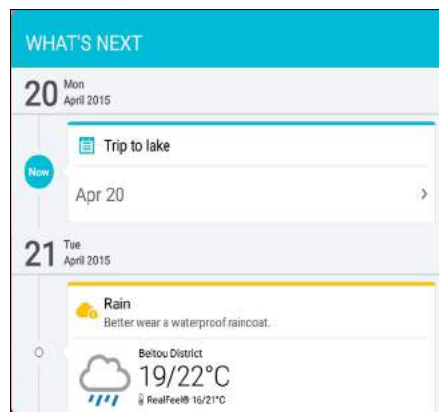 WHAT'S NEXT
20 Mon
April 2015
Trip to lake
Now
Apr 20
21 Tue
April 2015
Rain
Better wear a waterproof raincoat.
Beitou District
19/22°C
RealFeel® 16/21°C